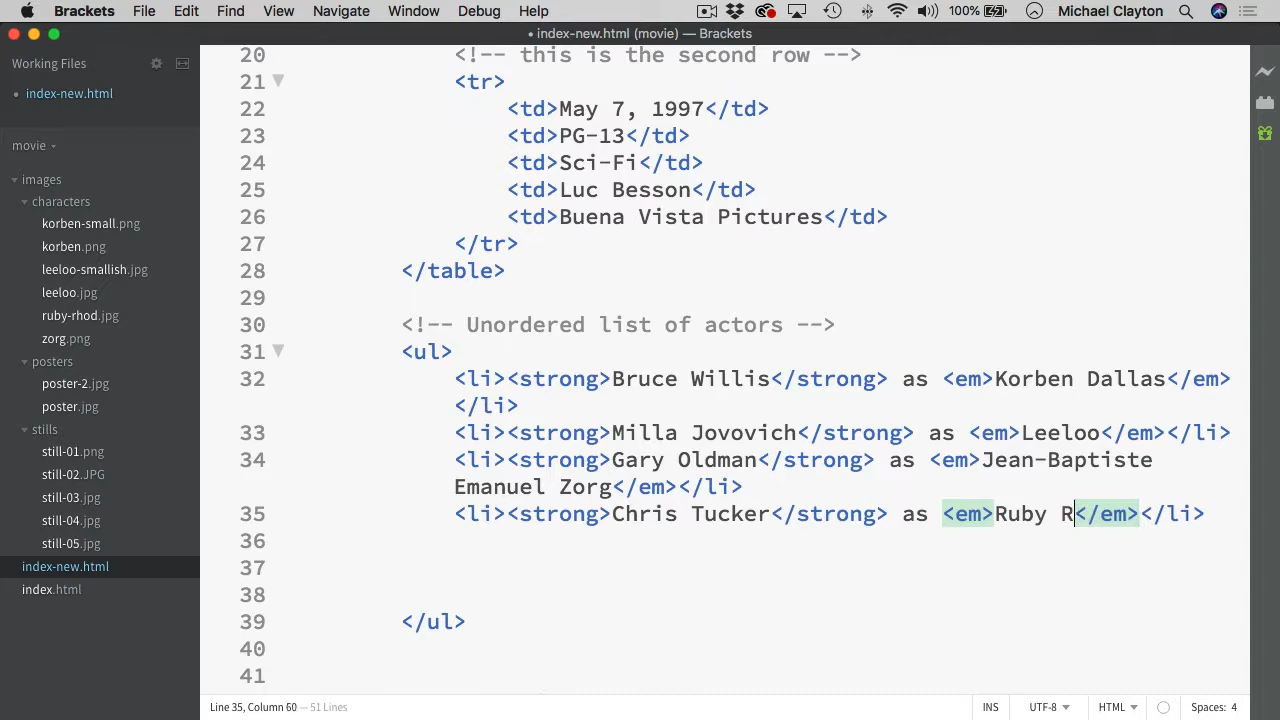 Brackets File Edit Find View Navigate Window Debug Help 100% Michael Clayton
• index-new.html (movie) — Brackets
Working Files
• index-new.html
movie
images
characters
korben-small.png
korben.png
leeloo-smallish.jpg
leeloo.jpg
ruby-rhod.jpg
zorg.png
posters
poster-2.jpg
poster.jpg
stills
still-01.png
still-02.JPG
still-03.jpg
still-04.jpg
still-05.jpg
index-new.html
index.html
20 <!-- this is the second row -->
21 <tr>
22 <td>May 7, 1997</td>
23 <td>PG-13</td>
24 <td>Sci-Fi</td>
25 <td>Luc Besson</td>
26 <td>Buena Vista Pictures</td>
27 </tr>
28 </table>
29
30 <!-- Unordered list of actors -->
31 <ul>
32 <li><strong>Bruce Willis</strong> as <em>Korben Dallas</em>
</li>
33 <li><strong>Milla Jovovich</strong> as <em>Leeloo</em></li>
34 <li><strong>Gary Oldman</strong> as <em>Jean-Baptiste
Emanuel Zorg</em></li>
35 <li><strong>Chris Tucker</strong> as <em>Ruby R</em></li>
36
37
38
39 </ul>
40
41
Line 35, Column 60 — 51 Lines INS UTF-8 HTML Spaces: 4